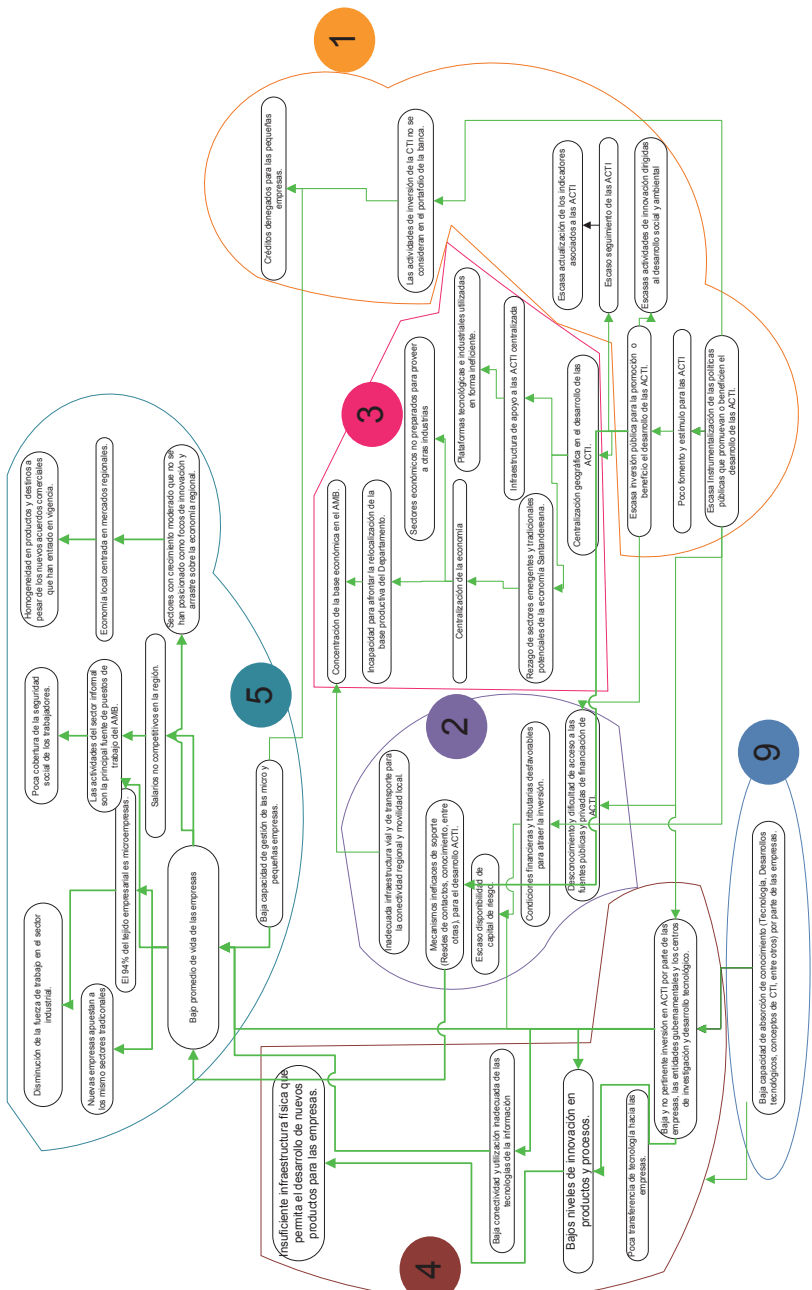 1
Créditos denegados para las pequeñas
empresas.
Las actividades de inversión de la CTI no se
consideran en el portafolio de la banca.
Escasa actualización de los indicadores
asociados a las ACTI
Escaso seguimiento de las ACTI
Escasas actividades de innovación dirigidas
al desarrollo social y ambiental
Escasa inversión pública para la promoción o
beneficio el desarrollo de las ACTI.
Poco fomento y estímulo para las ACTI
Escasa Instrumentalización de las políticas
públicas que promuevan o beneficien el
desarrollo de las ACTI.
3
Concentración de la base económica en el AMB.
Incapacidad para afrontar la relocalización de la
base productiva del Departamento.
Sectores económicos no preparados para proveer
a otras industrias
Centralización de la economía
Plataformas tecnológicas e industriales utilizadas
en forma ineficiente.
Infraestructura de apoyo a las ACTI centralizada
Rezago de sectores emergentes y tradicionales
potenciales de la economía Santandereana.
Centralización geográfica en el desarrollo de las
ACTI.
5
Homogeneidad en productos y destinos a
pesar de los nuevos acuerdos comerciales
que han entrado en vigencia.
Economía local centrada en mercados regionales.
Sectores con crecimiento moderado que no se
han posicionado como focos de innovación y
arrastre sobre la economía regional.
Poca cobertura de la seguridad
social de los trabajadores.
Las actividades del sector informal
son la principal fuente de puestos de
trabajo del AMB.
Salarios no competitivos en la región.
Disminución de la fuerza de trabajo en el sector
industrial.
El 94% del tejido empresarial es microempresas.
Nuevas empresas apuestan a
los mismo sectores tradiconales
Bajo promedio de vida de las empresas
Baja capacidad de gestión de las micro y
pequeñas empresas.
2
Inadecuada infraestructura vial y de transporte para
la conectividad regional y movilidad local.
Mecanismos ineficaces de soporte
(Resdes de contactos, conocimiento, entre
otras), para el desarrollo ACTI.
Escaso disponibilidad de
capital de riesgo.
Condiciones financieras y tributarias desfavorables
para atraer la inversión.
Desconocimiento y dificultad de acceso a las
fuentes públicas y privadas de financiación de
ACTI
4
Insuficiente infraestructura física que
permita el desarrollo de nuevos
productos para las empresas.
Baja conectividad y utilización inadecuada de las
tecnologías de la información
Bajos niveles de innovación en
productos y procesos.
Poca transferencia de tecnología hacia las
empresas.
Baja y no pertinente inversión en ACTI por parte de las
empresas, las entidades gubernamentales y los centros
de investigación y desarrollo tecnológico.
9
Baja capacidad de absorción de conocimiento (Tecnología, Desarrollos
tecnológicos, conceptos de CTI, entre otros) por parte de las empresas.